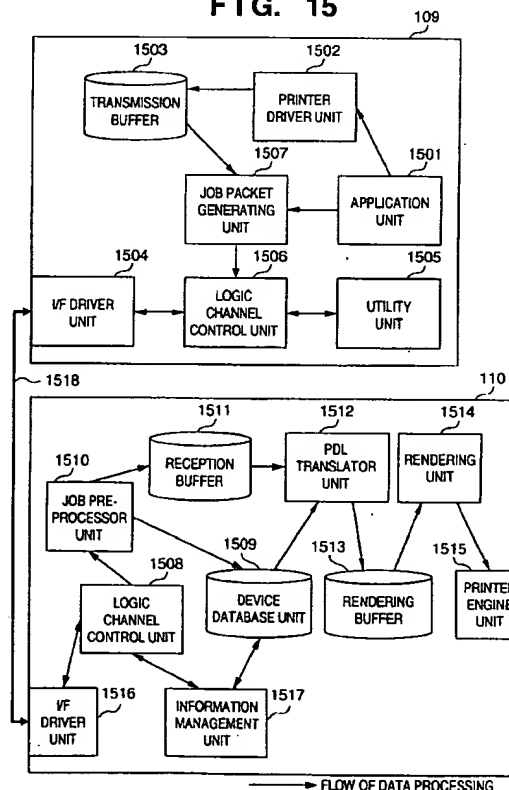 FIG. 15
109
1503
TRANSMISSION
BUFFER
1502
PRINTER
DRIVER UNIT
1507
JOB PACKET
GENERATING
UNIT
1501
APPLICATION
UNIT
1504
I/F DRIVER
UNIT
1506
LOGIC
CHANNEL
CONTROL UNIT
1505
UTILITY
UNIT
1518
110
1511
RECEPTION
BUFFER
1512
PDL
TRANSLATOR
UNIT
1514
RENDERING
UNIT
1510
JOB PRE-
PROCESSOR
UNIT
1509
DEVICE
DATABASE UNIT
1513
RENDERING
BUFFER
1515
PRINTER
ENGINE
UNIT
1508
LOGIC
CHANNEL
CONTROL UNIT
1516
I/F
DRIVER
UNIT
1517
INFORMATION
MANAGEMENT
UNIT
FLOW OF DATA PROCESSING